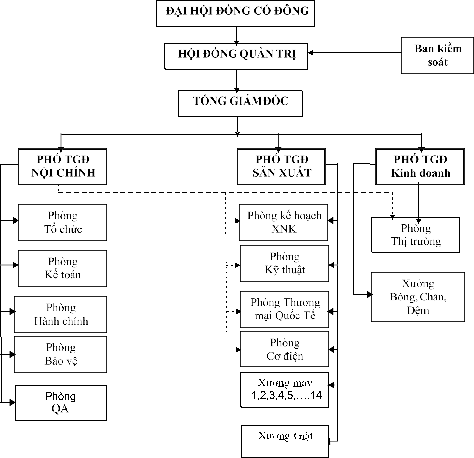 ĐẠI HỘI ĐỒNG CỔ ĐÔNG
HỘI ĐỒNG QUẢN TRỊ
Ban kiểm
soát
TỔNG GIÁM ĐỐC
PHÓ TGĐ
NỘI CHÍNH
PHÓ TGĐ
SẢN XUẤT
PHÓ TGĐ
Kinh doanh
Phòng
Tổ chức
Phòng kế hoạch
XNK
Phòng
Thị trường
Phòng
Kế toán
Phòng
Kỹ thuật
Xưởng
Bông, Chăn,
Đệm
Phòng
Hành chính
Phòng Thương
mại Quốc Tế
Phòng
Bảo vệ
Phòng
Cơ điện
Phòng
QA
Xưởng may
1,2,3,4,5,….14
Xưởng Giặt